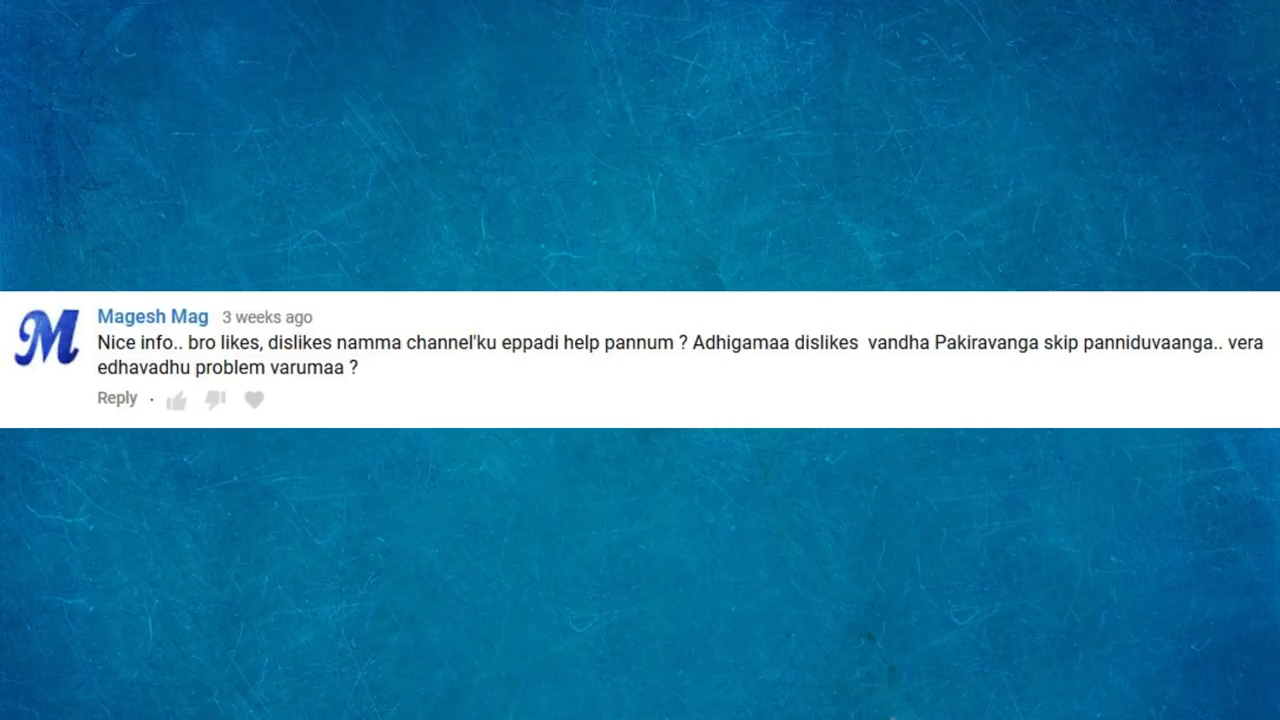 M
Magesh Mag 3 weeks ago
Nice info.. bro likes, dislikes namma channel'ku eppadi help pannum ? Adhigamaa dislikes  vandha Pakiravanga skip panniduvaanga.. vera
edhavadhu problem varumaa ?
Reply ·